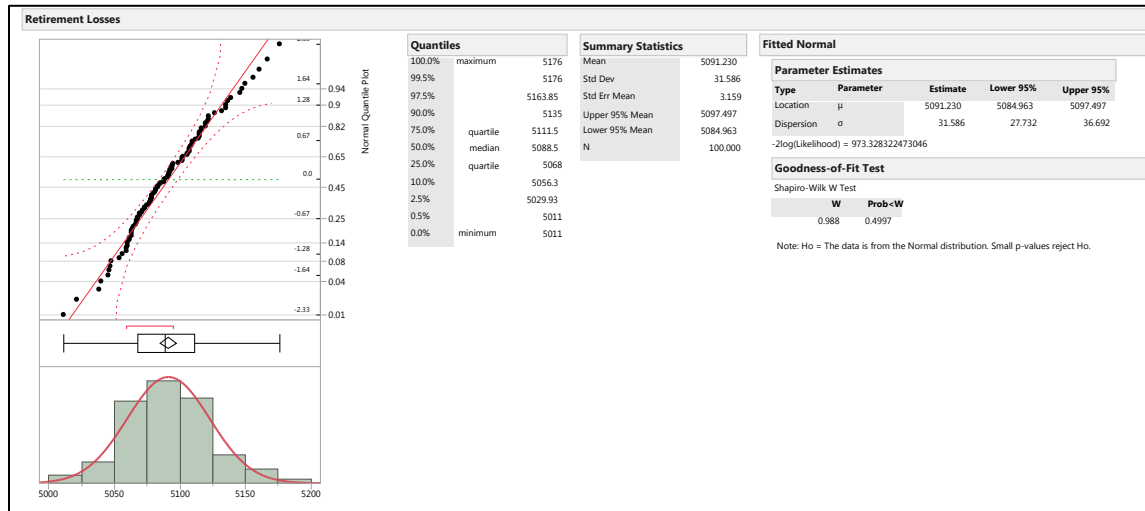 Retirement Losses
1.64
1.28
0.67
0.0
-0.67
-1.28
-1.64
-2.33
0.94
0.9
0.82
0.65
0.45
0.25
0.14
0.08
0.04
0.01
Normal Quantile Plot
5000 5050 5100 5150 5200
Quantiles
100.0% maximum 5176
99.5% 5176
97.5% 5163.85
90.0% 5135
75.0% quartile 5111.5
50.0% median 5088.5
25.0% quartile 5068
10.0% 5056.3
2.5% 5029.93
0.5% 5011
0.0% minimum 5011
Summary Statistics
Mean 5091.230
Std Dev 31.586
Std Err Mean 3.159
Upper 95% Mean 5097.497
Lower 95% Mean 5084.963
N 100.000
Fitted Normal
Parameter Estimates
Type Parameter Estimate Lower 95% Upper 95%
Location μ 5091.230 5084.963 5097.497
Dispersion σ 31.586 27.732 36.692
-2log(Likelihood) = 973.328322473046
Goodness-of-Fit Test
Shapiro-Wilk W Test
W Prob<W
0.988 0.4997
Note: Ho = The data is from the Normal distribution. Small p-values reject Ho.